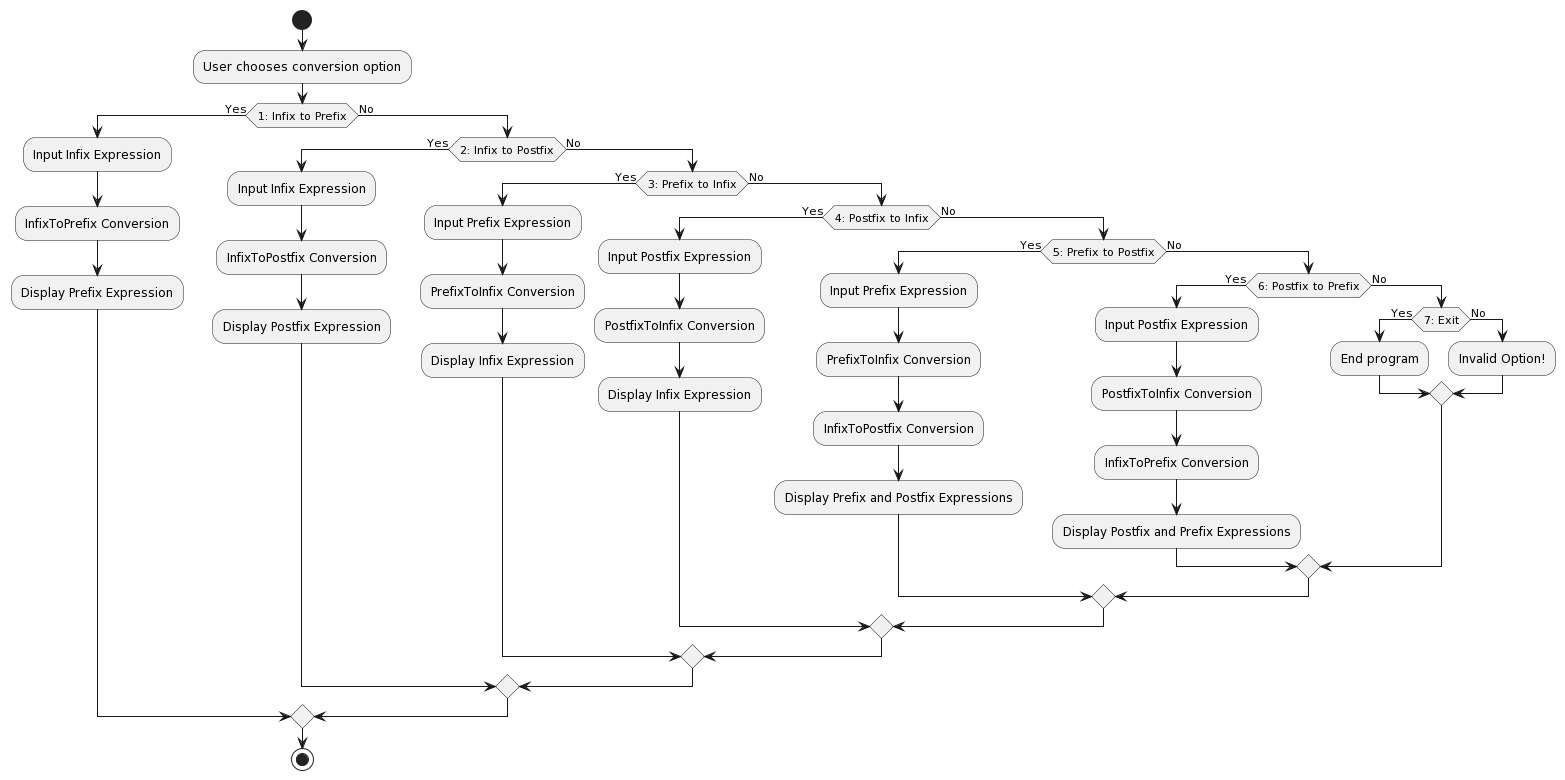 User chooses conversion option
Yes
1: Infix to Prefix
No
Input Infix Expression
InfixToPrefix Conversion
Display Prefix Expression
Yes
2: Infix to Postfix
No
Input Infix Expression
InfixToPostfix Conversion
Display Postfix Expression
Yes
3: Prefix to Infix
No
Input Prefix Expression
PrefixToInfix Conversion
Display Infix Expression
Yes
4: Postfix to Infix
No
Input Postfix Expression
PostfixToInfix Conversion
Display Infix Expression
Yes
5: Prefix to Postfix
No
Input Prefix Expression
PrefixToInfix Conversion
InfixToPostfix Conversion
Display Prefix and Postfix Expressions
Yes
6: Postfix to Prefix
No
Input Postfix Expression
PostfixToInfix Conversion
InfixToPrefix Conversion
Display Postfix and Prefix Expressions
Yes
7: Exit
No
End program
Invalid Option!